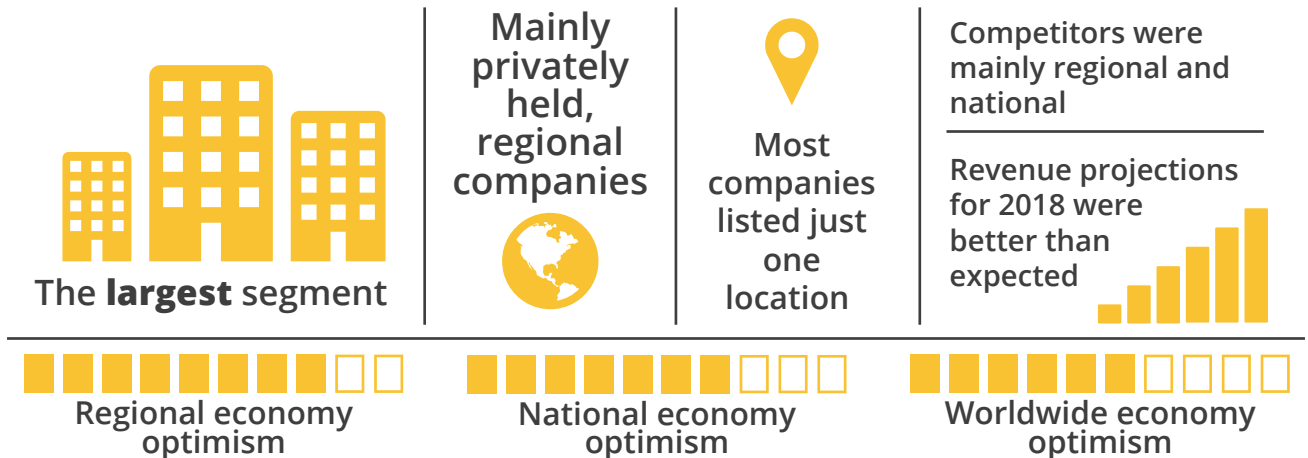 The largest segment
Mainly
privately
held,
regional
companies
Most
companies
listed just
one
location
Competitors were
mainly regional and
national
Revenue projections
for 2018 were
better than
expected
Regional economy
optimism
National economy
optimism
Worldwide economy
optimism